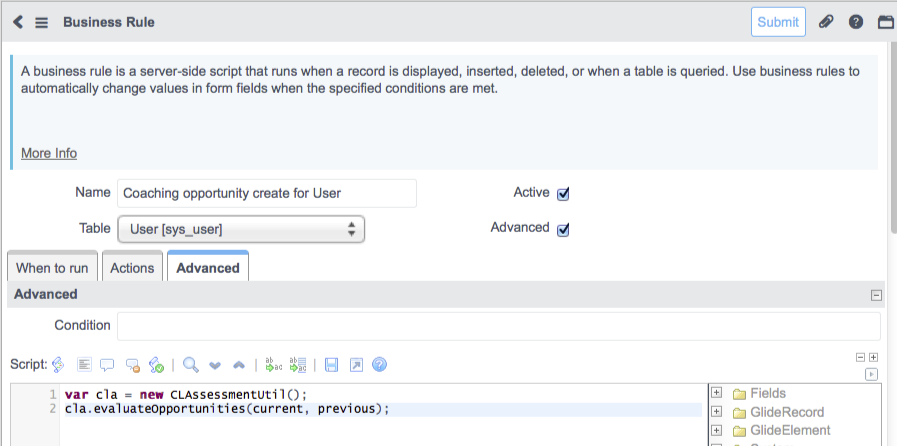 Business Rule
Submit
A business rule is a server-side script that runs when a record is displayed, inserted, deleted, or when a table is queried. Use business rules to
automatically change values in form fields when the specified conditions are met.
More Info
Name Coaching opportunity create for User Active
Table User [sys_user] Advanced
When to run Actions Advanced
Advanced
Condition
Script:
1 var cla = new CLAssessmentUtil();
2 cla.evaluateOpportunities(current, previous);
Fields
GlideRecord
GlideElement